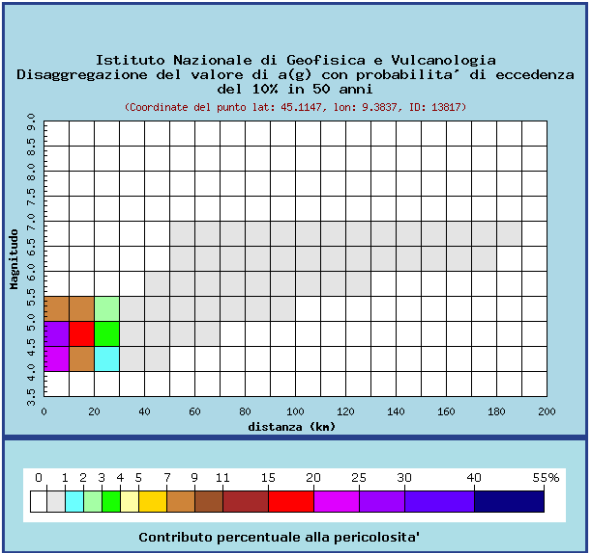 Istituto Nazionale di Geofisica e Vulcanologia
Disaggregazione del valore di a(g) con probabilita' di eccedenza
del 10% in 50 anni
(Coordinate del punto lat: 45.1147, lon: 9.3837, ID: 13817)
9.0
8.5
8.0
7.5
7.0
6.5
6.0
5.5
5.0
4.5
4.0
3.5
Magnitudo
0 20 40 60 80 100 120 140 160 180 200
distanza (km)
0 1 2 3 4 5 7 9 11 15 20 25 30 40 55%
Contributo percentuale alla pericolosita'